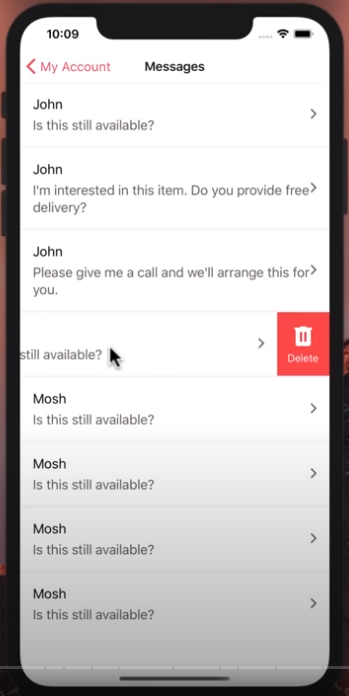 10:09
My Account
Messages
John
Is this still available?
John
I'm interested in this item. Do you provide free
delivery?
John
Please give me a call and we'll arrange this for
you.
still available?
Delete
Mosh
Is this still available?
Mosh
Is this still available?
Mosh
Is this still available?
Mosh
Is this still available?